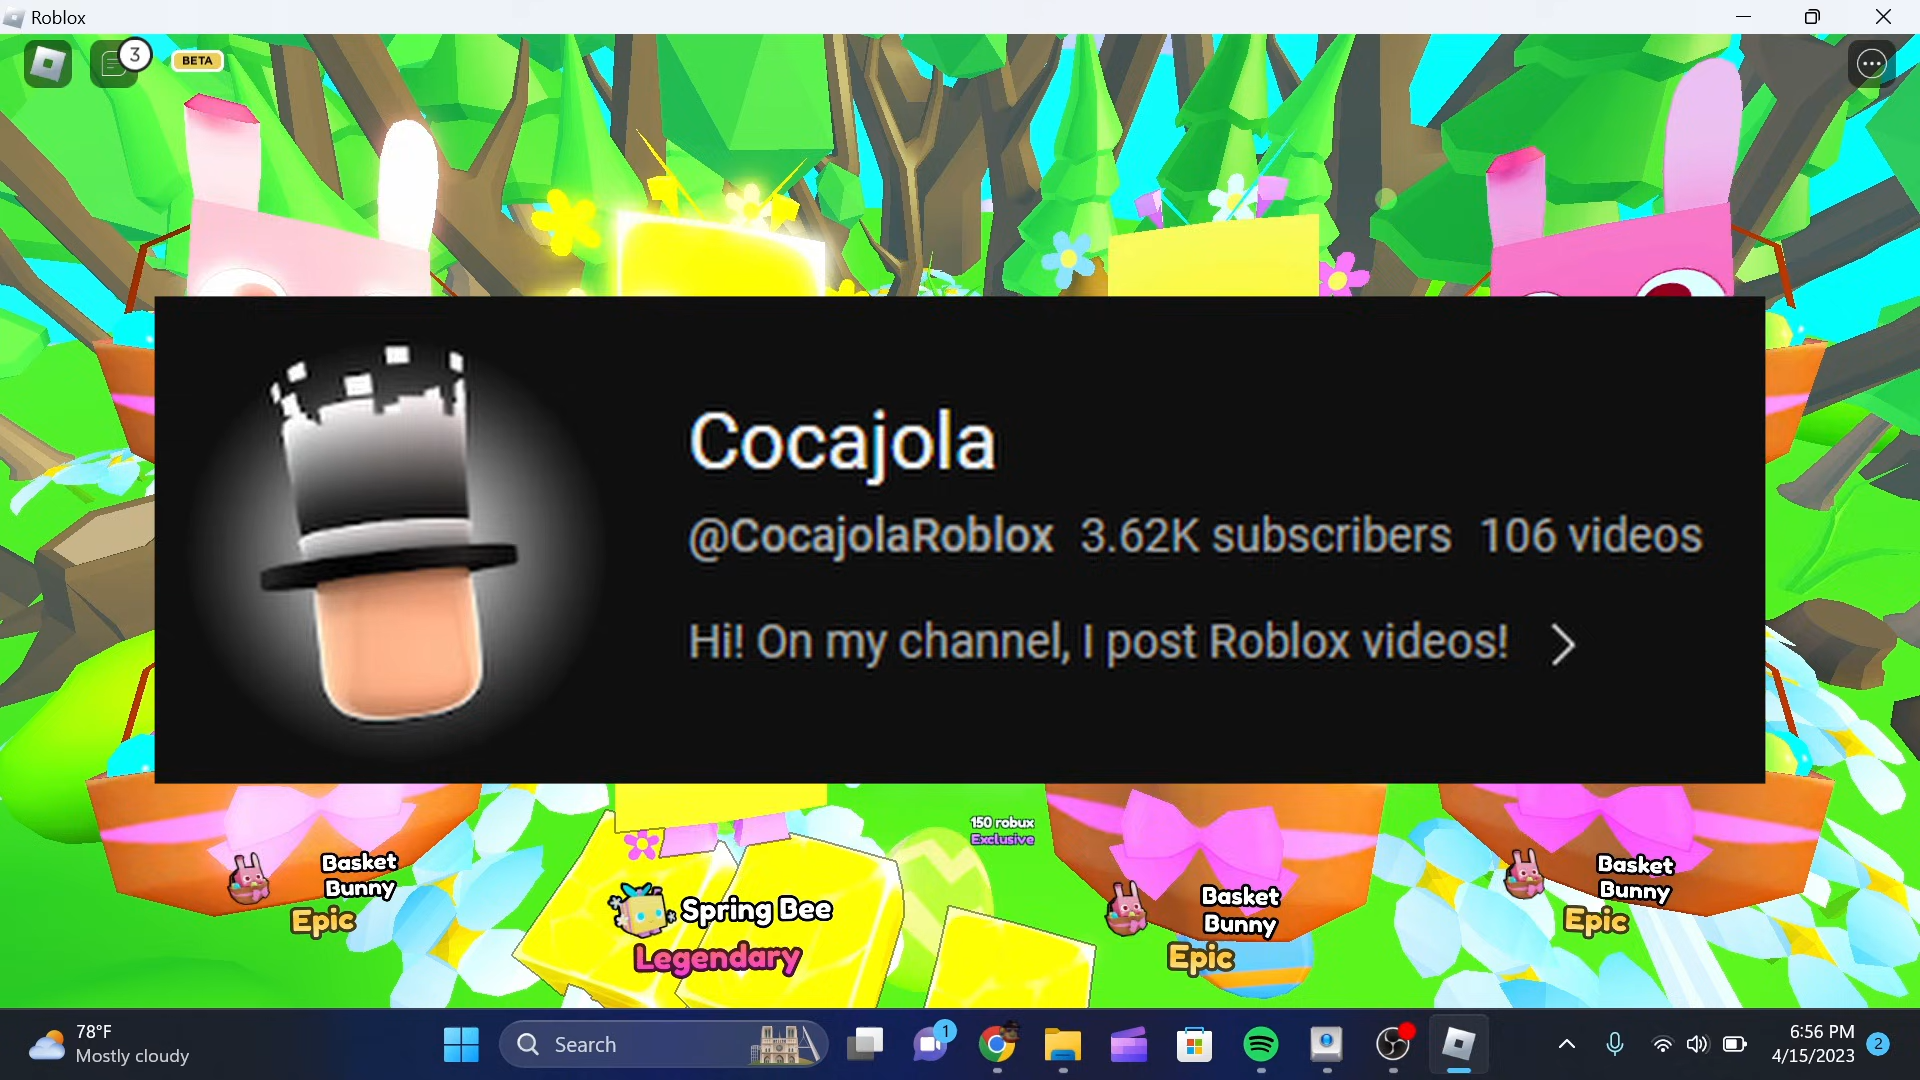 Roblox
3
BETA
Cocajola
@CocajolaRoblox 3.62K subscribers 106 videos
Hi! On my channel, I post Roblox videos!
150 robux
Exclusive
Basket
Bunny
Epic
Spring Bee
Legendary
Basket
Bunny
Epic
Basket
Bunny
Epic
78°F
Mostly cloudy
Search
1
6:56 PM
4/15/2023
2